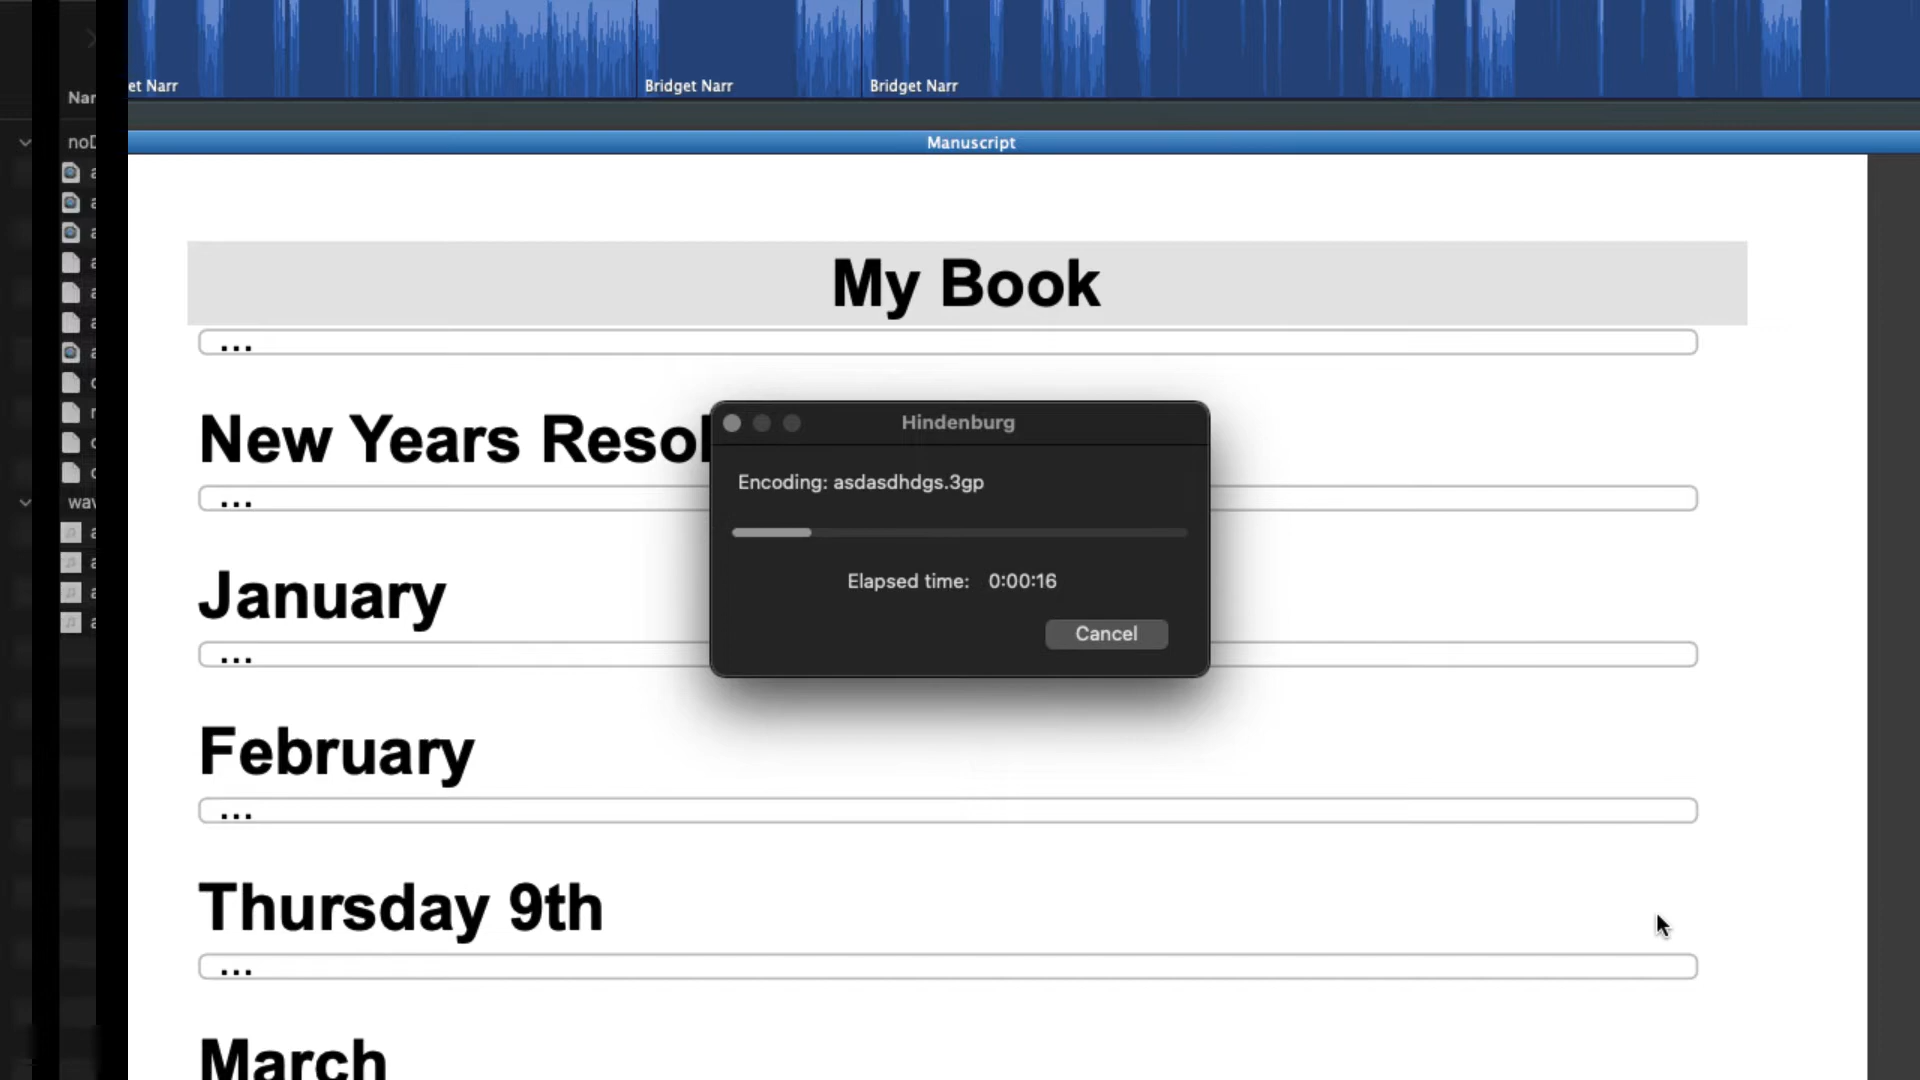 et Narr
Bridget Narr
Bridget Narr
Manuscript
My Book
...
New Years Resol
...
January
...
February
...
Thursday 9th
...
March
Hindenburg
Encoding: asdasdhdgs.3gp
Elapsed time: 0:00:16
Cancel
Nar
wav